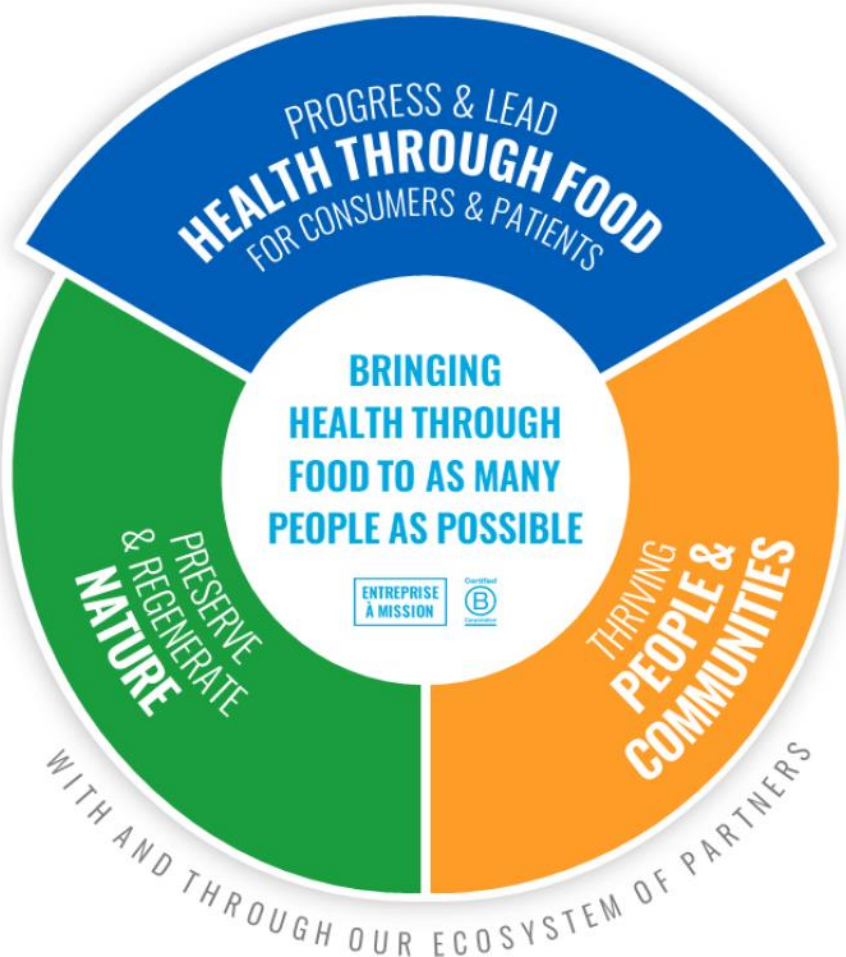 PROGRESS & LEAD
HEALTH THROUGH FOOD
FOR CONSUMERS & PATIENTS
BRINGING
HEALTH THROUGH
FOOD TO AS MANY
PEOPLE AS POSSIBLE
ENTREPRISE
À MISSION
Certified
B
Corporation
PRESERVE
& REGENERATE
NATURE
THRIVING
PEOPLE &
COMMUNITIES
WITH AND THROUGH OUR ECOSYSTEM OF PARTNERS